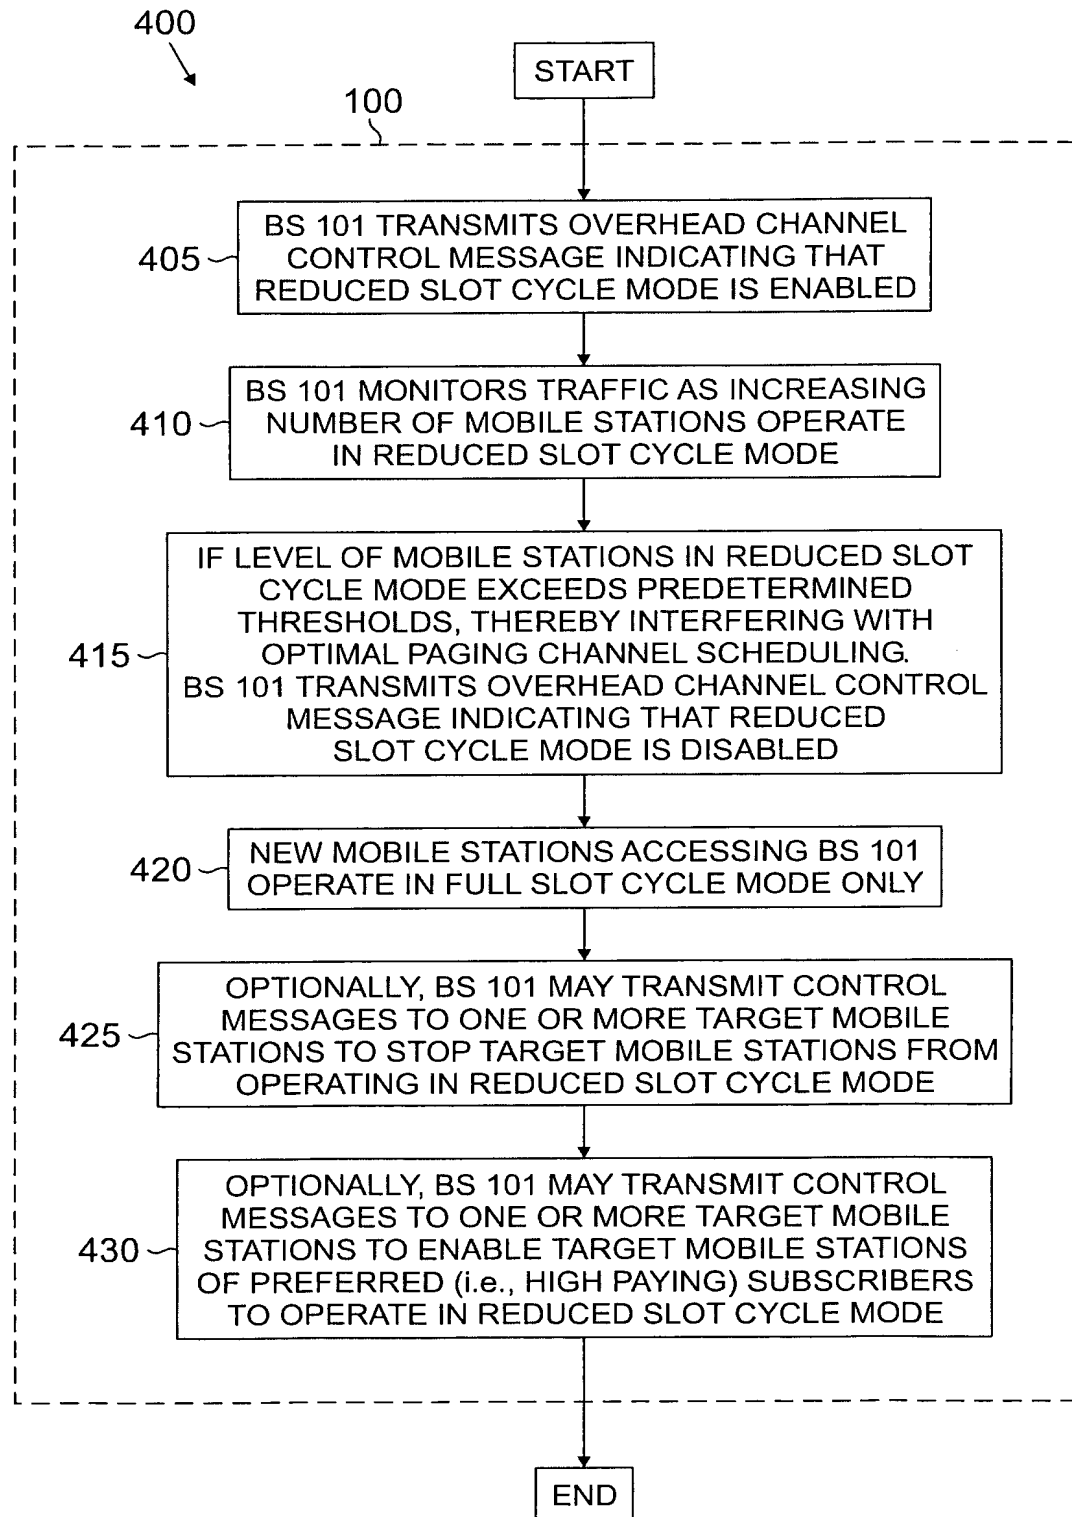 400
START
100
405
BS 101 TRANSMITS OVERHEAD CHANNEL
CONTROL MESSAGE INDICATING THAT
REDUCED SLOT CYCLE MODE IS ENABLED
410
BS 101 MONITORS TRAFFIC AS INCREASING
NUMBER OF MOBILE STATIONS OPERATE
IN REDUCED SLOT CYCLE MODE
415
IF LEVEL OF MOBILE STATIONS IN REDUCED SLOT
CYCLE MODE EXCEEDS PREDETERMINED
THRESHOLDS, THEREBY INTERFERING WITH
OPTIMAL PAGING CHANNEL SCHEDULING.
BS 101 TRANSMITS OVERHEAD CHANNEL CONTROL
MESSAGE INDICATING THAT REDUCED
SLOT CYCLE MODE IS DISABLED
420
NEW MOBILE STATIONS ACCESSING BS 101
OPERATE IN FULL SLOT CYCLE MODE ONLY
425
OPTIONALLY, BS 101 MAY TRANSMIT CONTROL
MESSAGES TO ONE OR MORE TARGET MOBILE
STATIONS TO STOP TARGET MOBILE STATIONS FROM
OPERATING IN REDUCED SLOT CYCLE MODE
430
OPTIONALLY, BS 101 MAY TRANSMIT CONTROL
MESSAGES TO ONE OR MORE TARGET MOBILE
STATIONS TO ENABLE TARGET MOBILE STATIONS
OF PREFERRED (i.e., HIGH PAYING) SUBSCRIBERS
TO OPERATE IN REDUCED SLOT CYCLE MODE
END